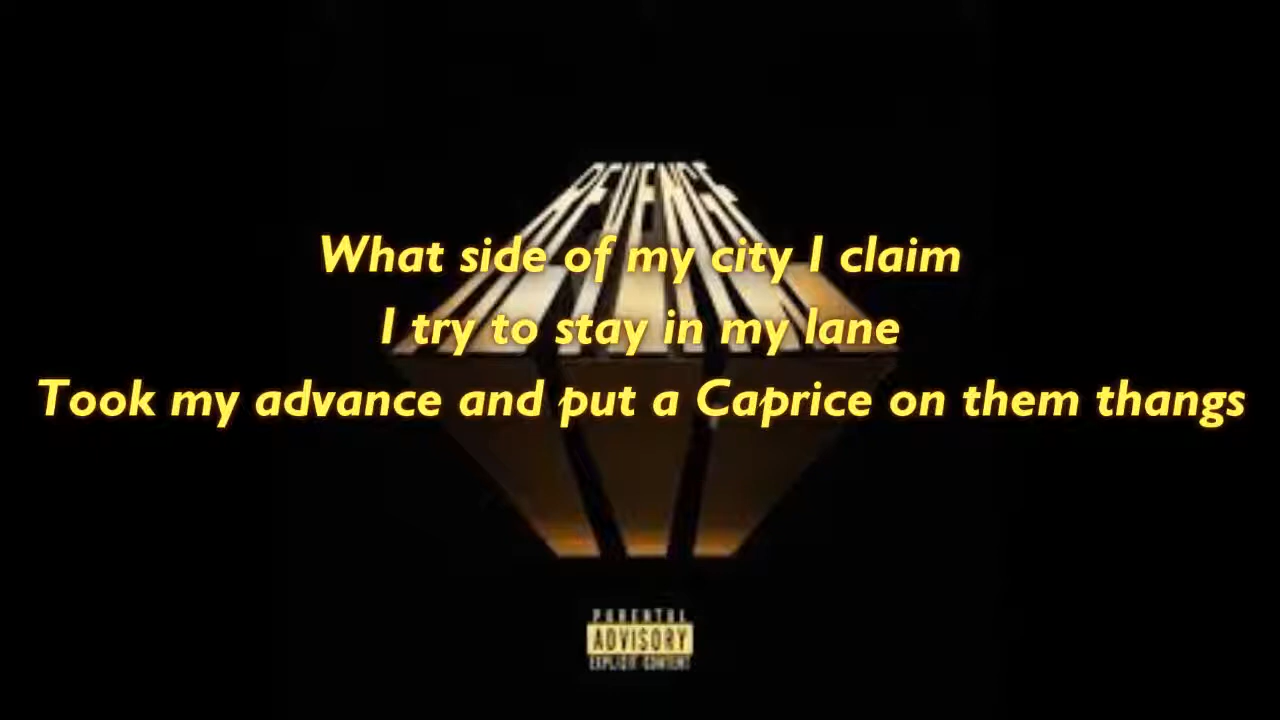 REVENGE
What side of my city I claim
I try to stay in my lane
Took my advance and put a Caprice on them thangs
PARENTAL
ADVISORY
EXPLICIT CONTENT